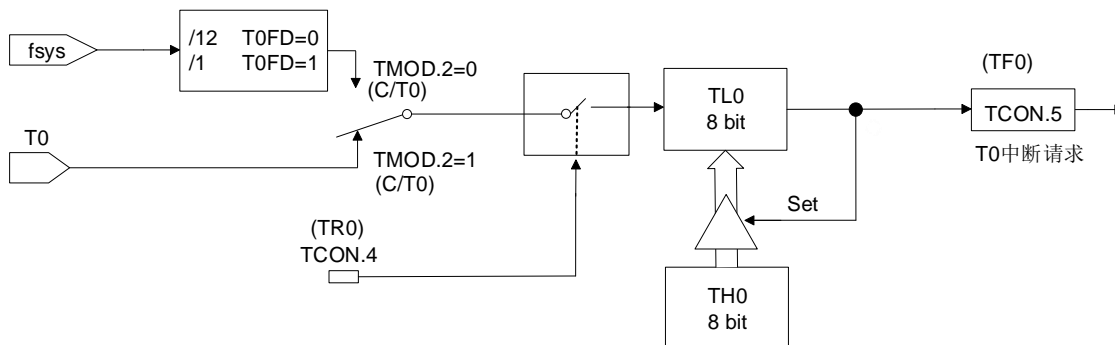 fsys
/12 T0FD=0
/1 T0FD=1
TMOD.2=0
(C/T0)
T0
TMOD.2=1
(C/T0)
(TR0)
TCON.4
TL0
8 bit
Set
TH0
8 bit
(TF0)
TCON.5
T0中断请求